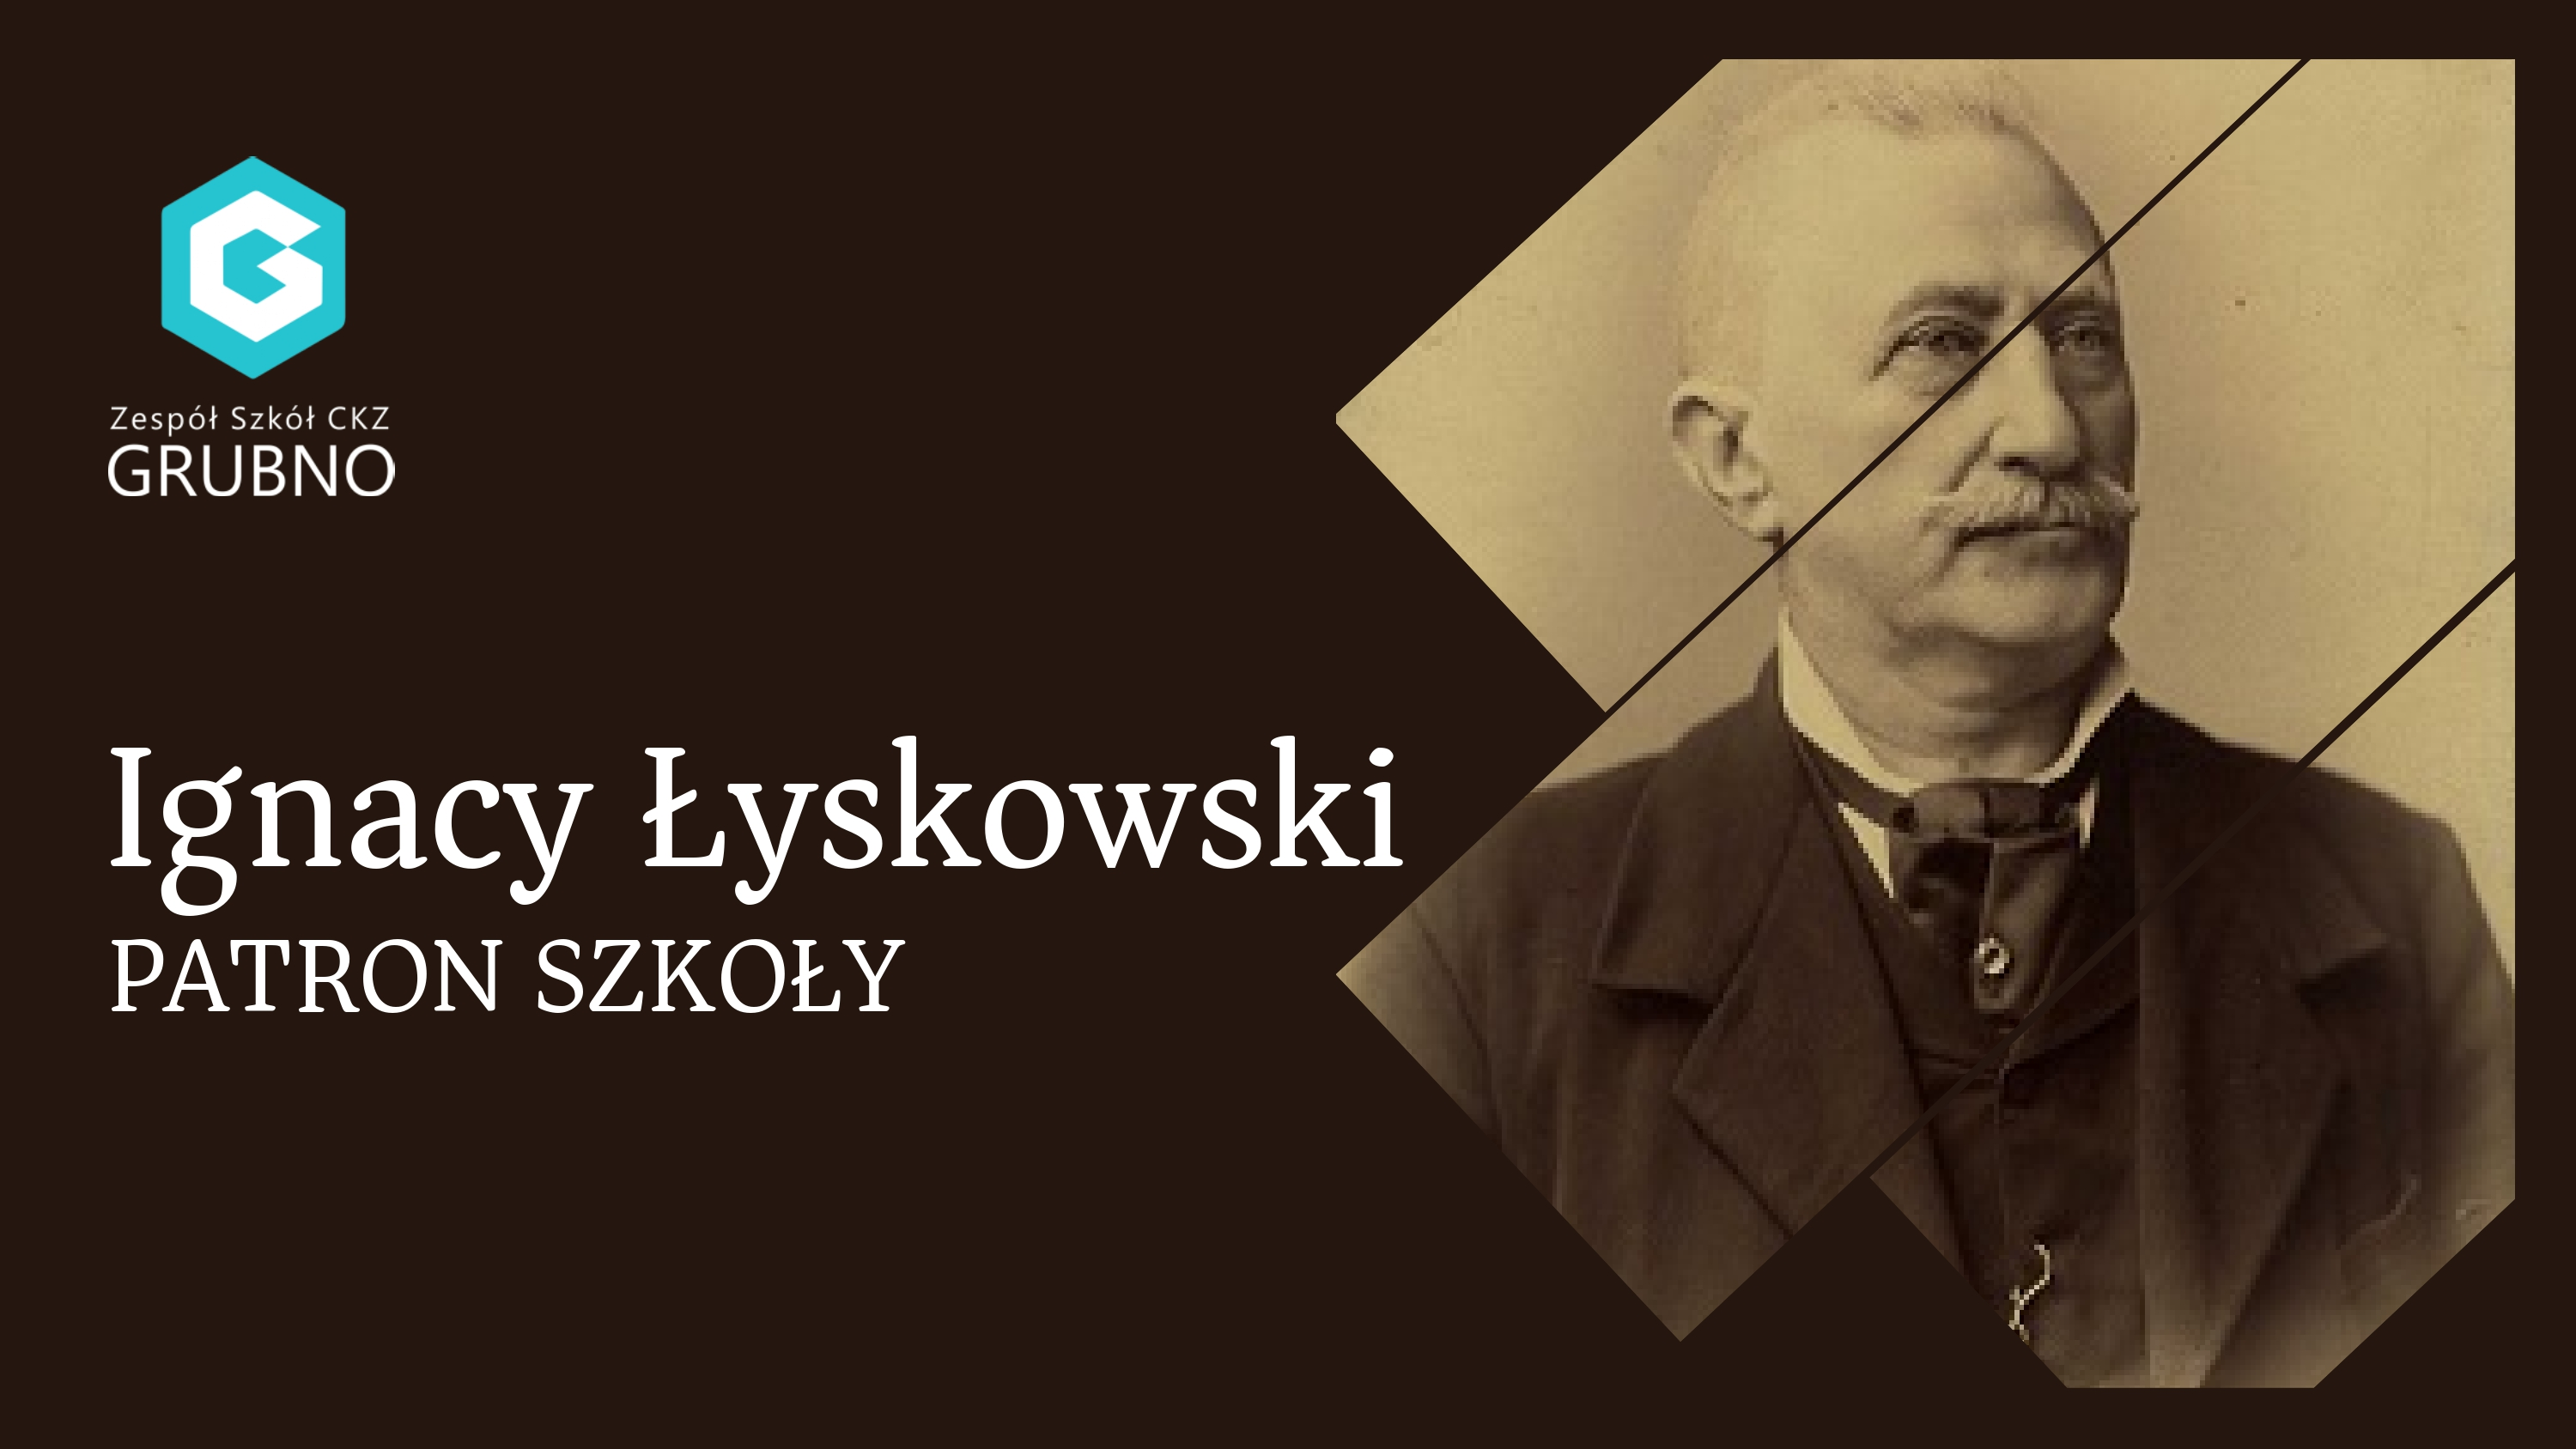 Zespół Szkół CKZ
GRUBNO
Ignacy Łyskowski
PATRON SZKOŁY